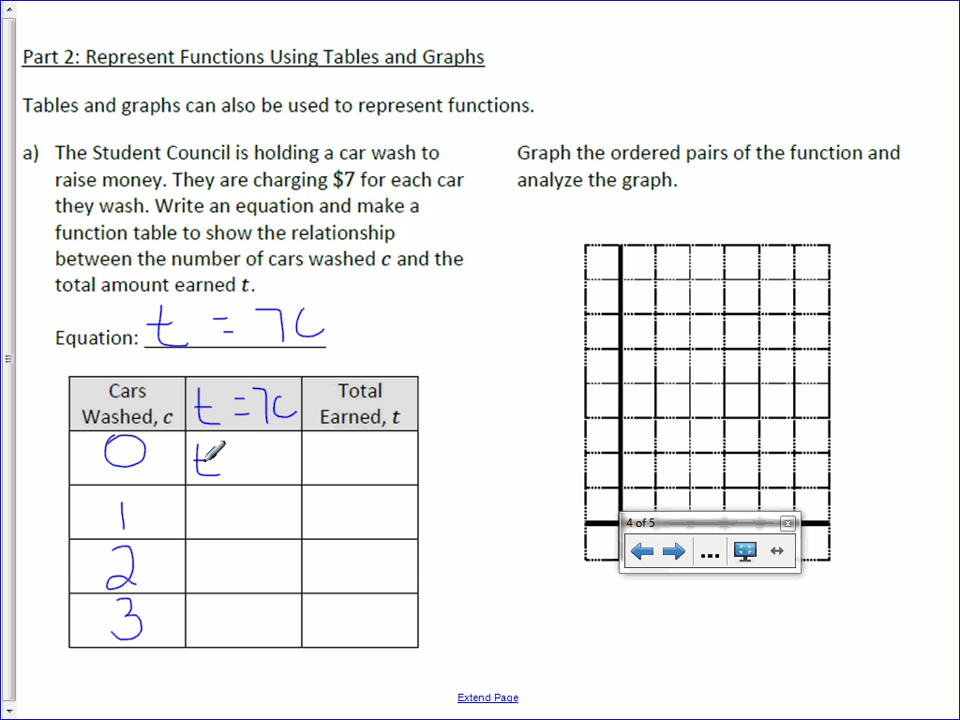 Part 2: Represent Functions Using Tables and Graphs
Tables and graphs can also be used to represent functions.
a) The Student Council is holding a car wash to
raise money. They are charging $7 for each car
they wash. Write an equation and make a
function table to show the relationship
between the number of cars washed c and the
total amount earned t.
Equation: t = 7c
Cars
Washed, c
t = 7c
Total
Earned, t
0
t
1
2
3
Graph the ordered pairs of the function and
analyze the graph.
4 of 5
Extend Page